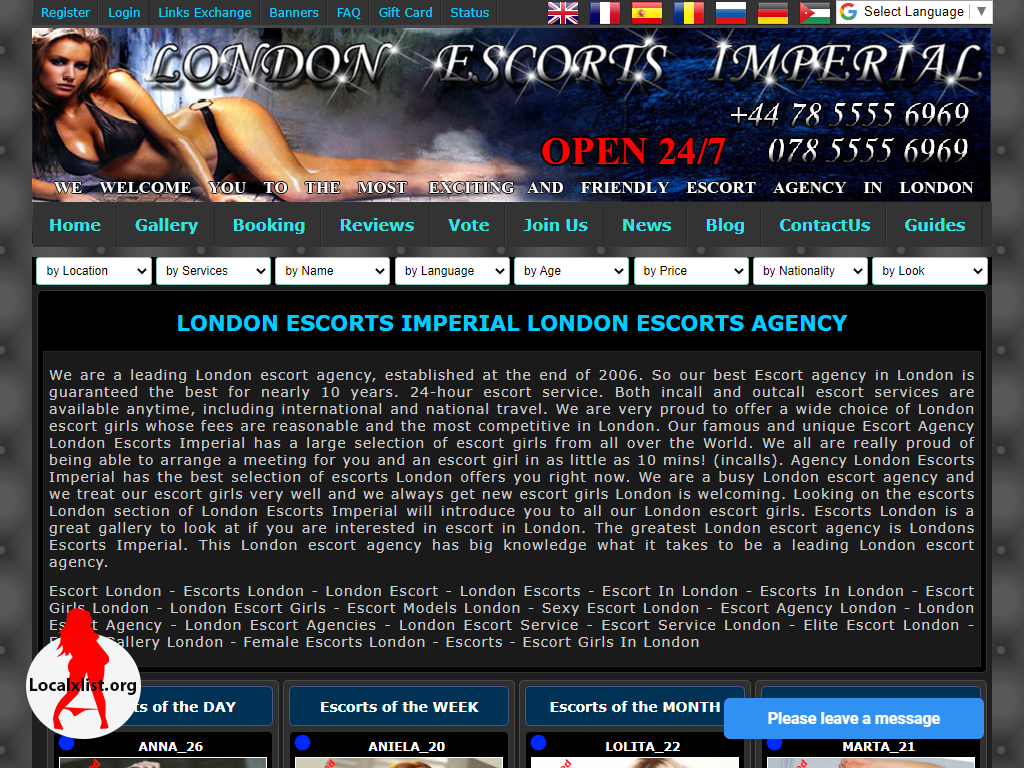 Register Login Links Exchange Banners FAQ Gift Card Status Select Language ▼
LONDON ESCORTS IMPERIAL
+44 78 5555 6969
OPEN 24/7 078 5555 6969
WE WELCOME YOU TO THE MOST EXCITING AND FRIENDLY ESCORT AGENCY IN LONDON
Home Gallery Booking Reviews Vote Join Us News Blog ContactUs Guides
by Location by Services by Name by Language by Age by Price by Nationality by Look
LONDON ESCORTS IMPERIAL LONDON ESCORTS AGENCY
We are a leading London escort agency, established at the end of 2006. So our best Escort agency in London is
guaranteed the best for nearly 10 years. 24-hour escort service. Both incall and outcall escort services are
available anytime, including international and national travel. We are very proud to offer a wide choice of London
escort girls whose fees are reasonable and the most competitive in London. Our famous and unique Escort Agency
London Escorts Imperial has a large selection of escort girls from all over the World. We all are really proud of
being able to arrange a meeting for you and an escort girl in as little as 10 mins! (incalls). Agency London Escorts
Imperial has the best selection of escorts London offers you right now. We are a busy London escort agency and
we treat our escort girls very well and we always get new escort girls London is welcoming. Looking on the escorts
London section of London Escorts Imperial will introduce you to all our London escort girls. Escorts London is a
great gallery to look at if you are interested in escort in London. The greatest London escort agency is Londons
Escorts Imperial. This London escort agency has big knowledge what it takes to be a leading London escort
agency.
Escort London - Escorts London - London Escort - London Escorts - Escort In London - Escorts In London - Escort
Girls London - London Escort Girls - Escort Models London - Sexy Escort London - Escort Agency London - London
Escort Agency - London Escort Agencies - London Escort Service - Escort Service London - Elite Escort London -
Gallery London - Female Escorts London - Escorts - Escort Girls In London
Localxlist.org
of the DAY Escorts of the WEEK Escorts of the MONTH
Please leave a message
ANNA_26 ANIELA_20 LOLITA_22 MARTA_21